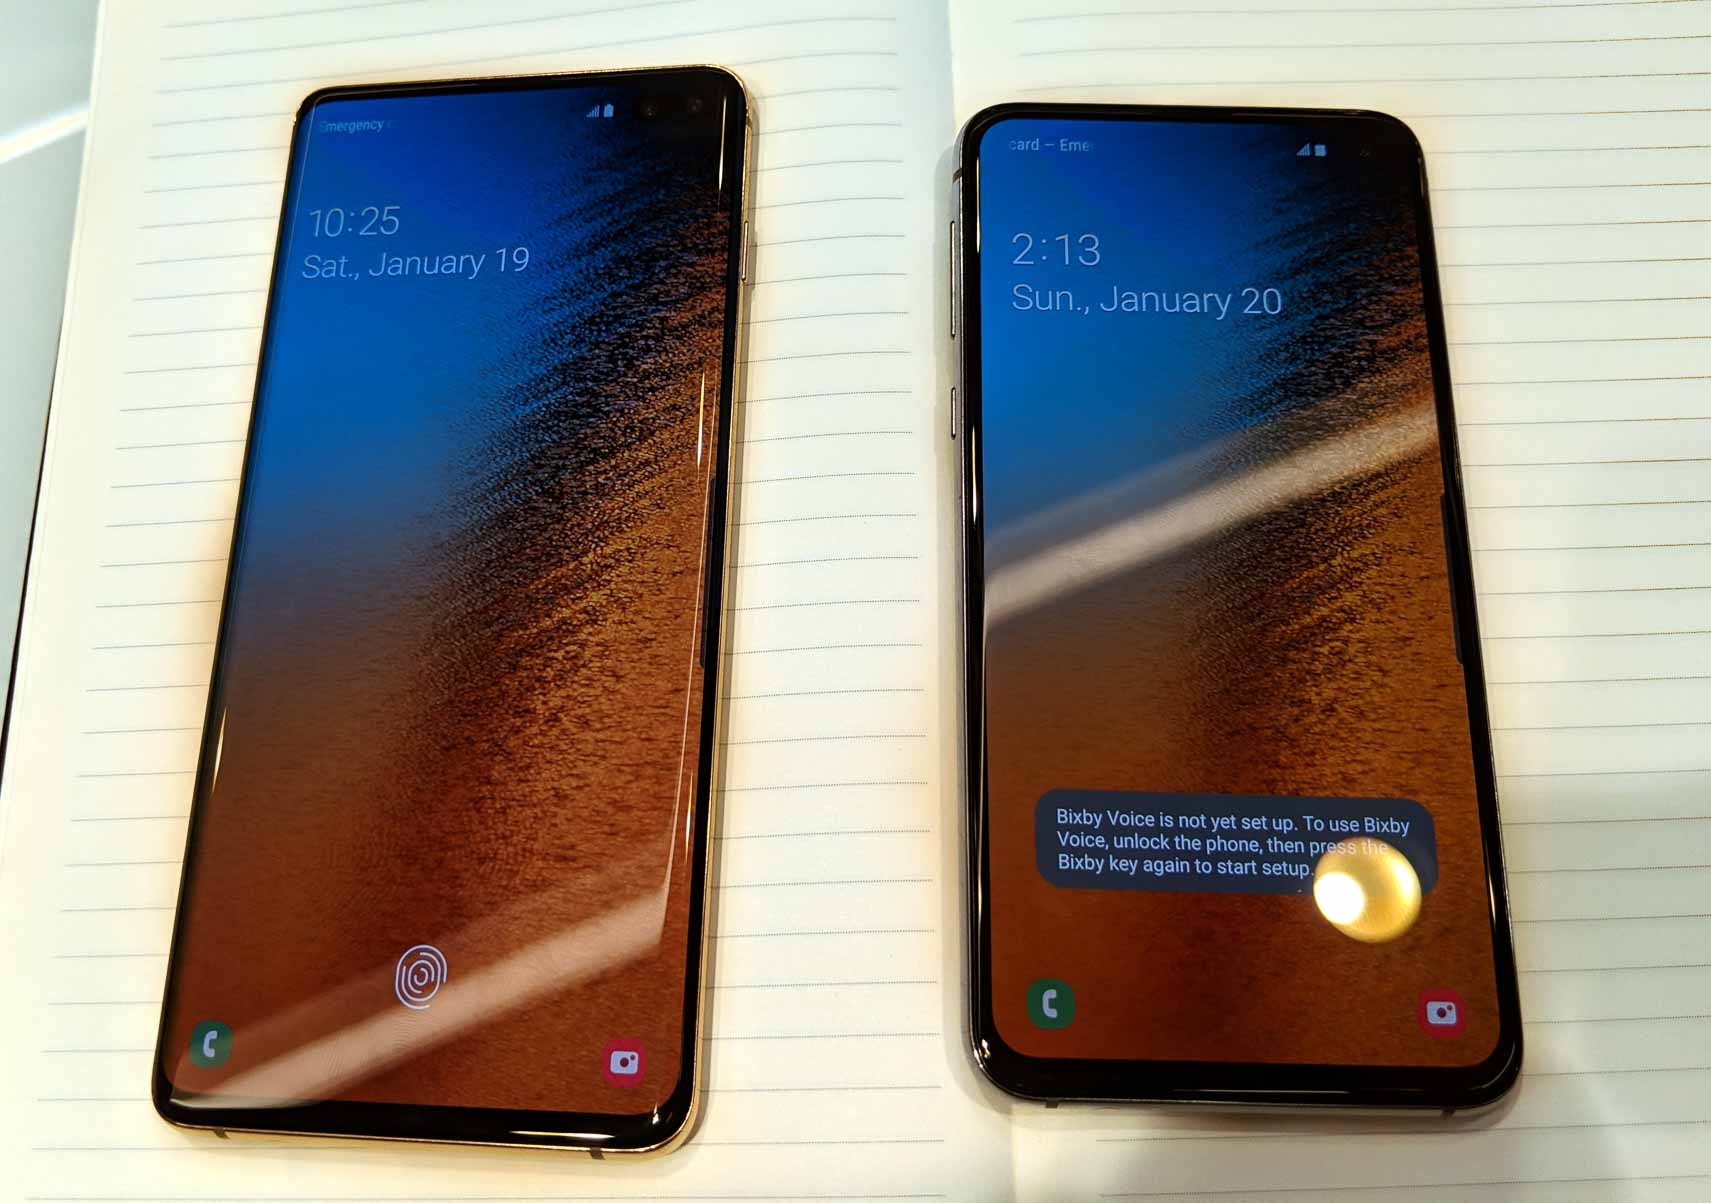 Emergency
10:25
Sat., January 19
card – Eme
2:13
Sun., January 20
Bixby Voice is not yet set up. To use Bixby
Voice, unlock the phone, then press the
Bixby key again to start setup.